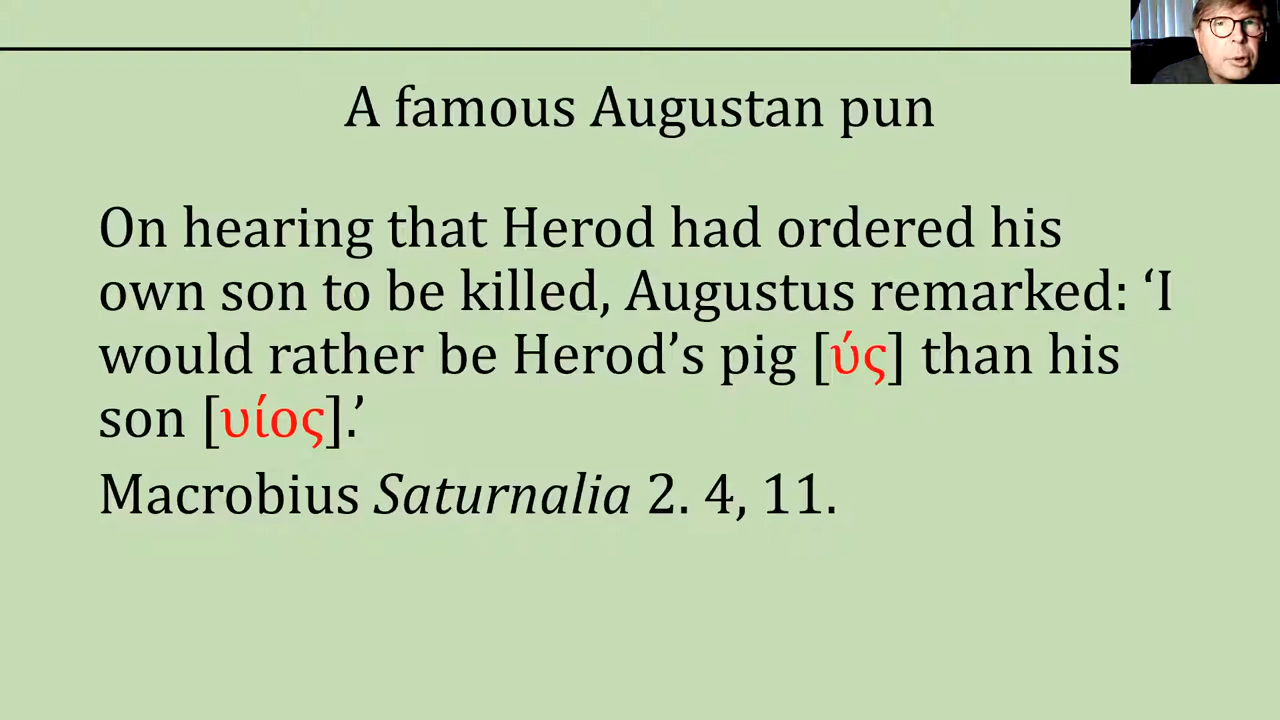 A famous Augustan pun
On hearing that Herod had ordered his
own son to be killed, Augustus remarked: ‘I
would rather be Herod’s pig [ύς] than his
son [υίος].’
Macrobius Saturnalia 2. 4, 11.